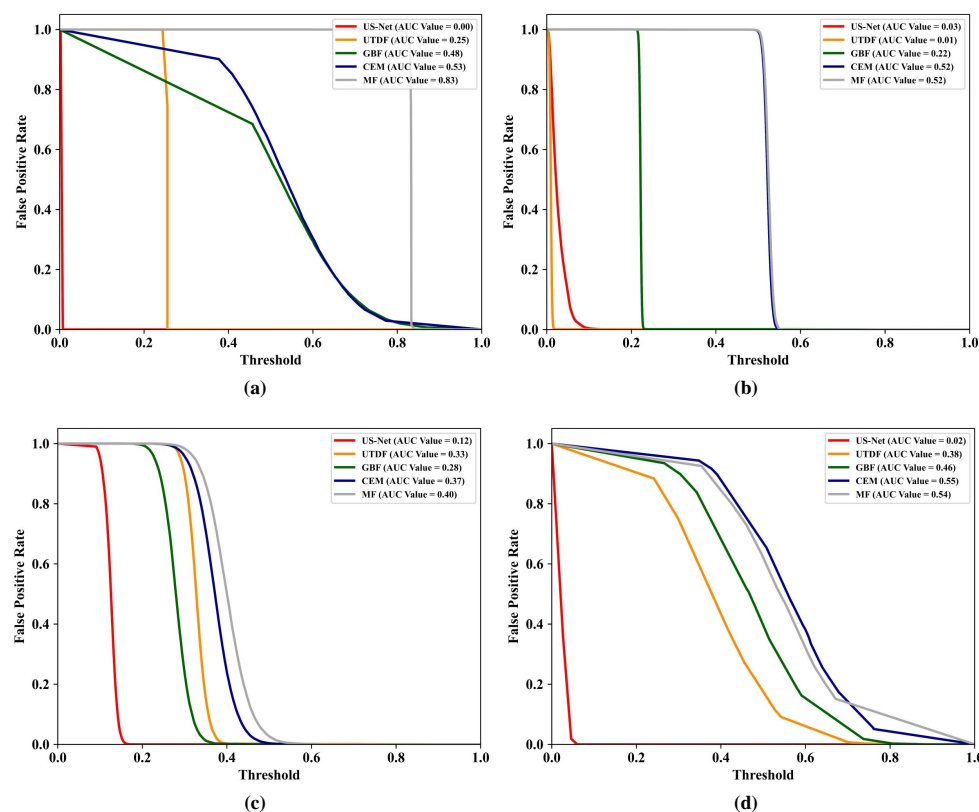 1.0
0.8
0.6
0.4
0.2
0.0
False Positive Rate
US-Net (AUC Value = 0.00)
UTDF (AUC Value = 0.25)
GBF (AUC Value = 0.48)
CEM (AUC Value = 0.53)
MF (AUC Value = 0.83)
0.0 0.2 0.4 0.6 0.8 1.0
Threshold
(a)
1.0
0.8
0.6
0.4
0.2
0.0
False Positive Rate
US-Net (AUC Value = 0.03)
UTDF (AUC Value = 0.01)
GBF (AUC Value = 0.22)
CEM (AUC Value = 0.52)
MF (AUC Value = 0.52)
0.0 0.2 0.4 0.6 0.8 1.0
Threshold
(b)
1.0
0.8
0.6
0.4
0.2
0.0
False Positive Rate
US-Net (AUC Value = 0.12)
UTDF (AUC Value = 0.33)
GBF (AUC Value = 0.28)
CEM (AUC Value = 0.37)
MF (AUC Value = 0.40)
0.0 0.2 0.4 0.6 0.8 1.0
Threshold
(c)
1.0
0.8
0.6
0.4
0.2
0.0
False Positive Rate
US-Net (AUC Value = 0.02)
UTDF (AUC Value = 0.38)
GBF (AUC Value = 0.46)
CEM (AUC Value = 0.55)
MF (AUC Value = 0.54)
0.0 0.2 0.4 0.6 0.8 1.0
Threshold
(d)